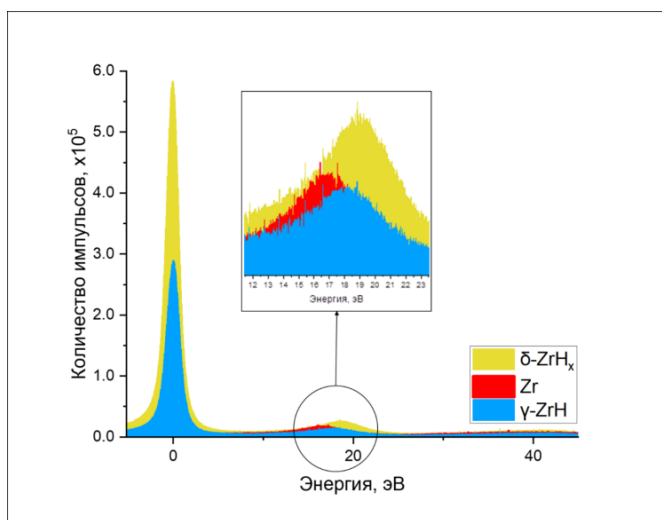 6.0
5.0
4.0
3.0
2.0
1.0
0.0
Количество импульсов, x10⁵
12 13 14 15 16 17 18 19 20 21 22 23
Энергия, эВ
δ-ZrHₓ
Zr
γ-ZrH
0 20 40
Энергия, эВ